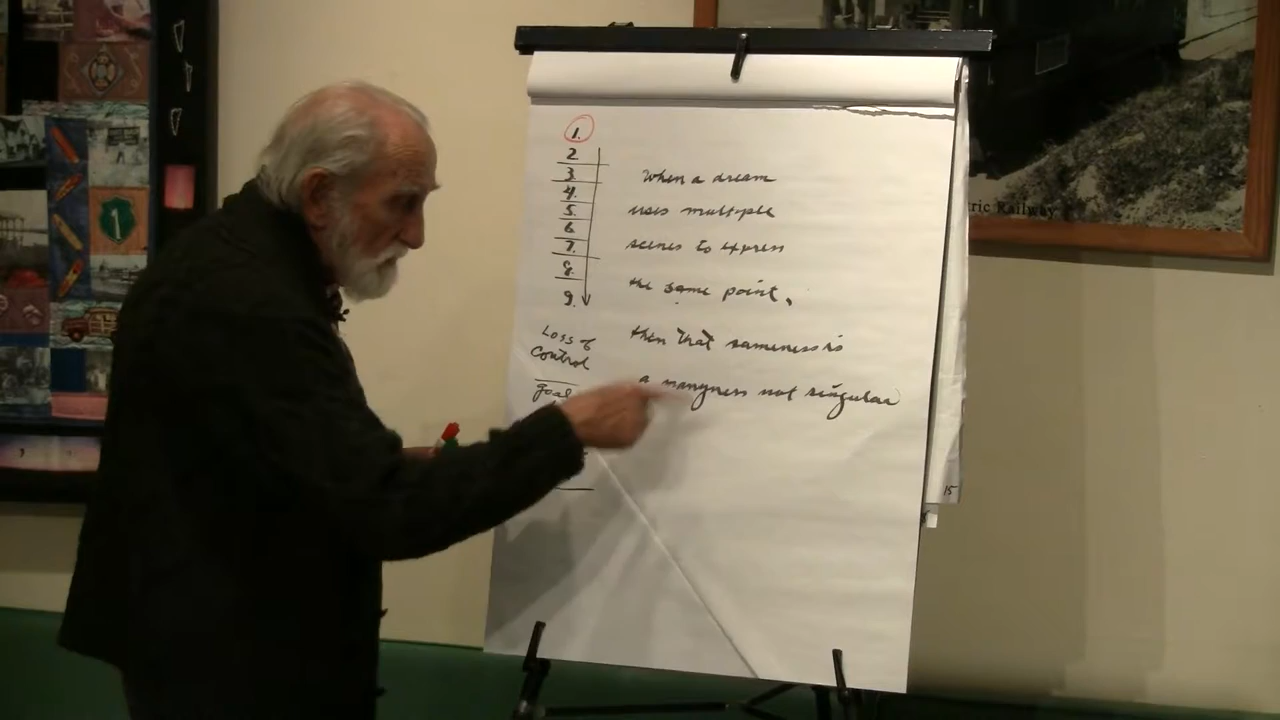 1.
2
3.
4.
5.
6
7.
8.
9.
Loss of
Control
goal
When a dream
uses multiple
scenes to express
the same point,
then that sameness is
a manyness not singular
15
tric Railway